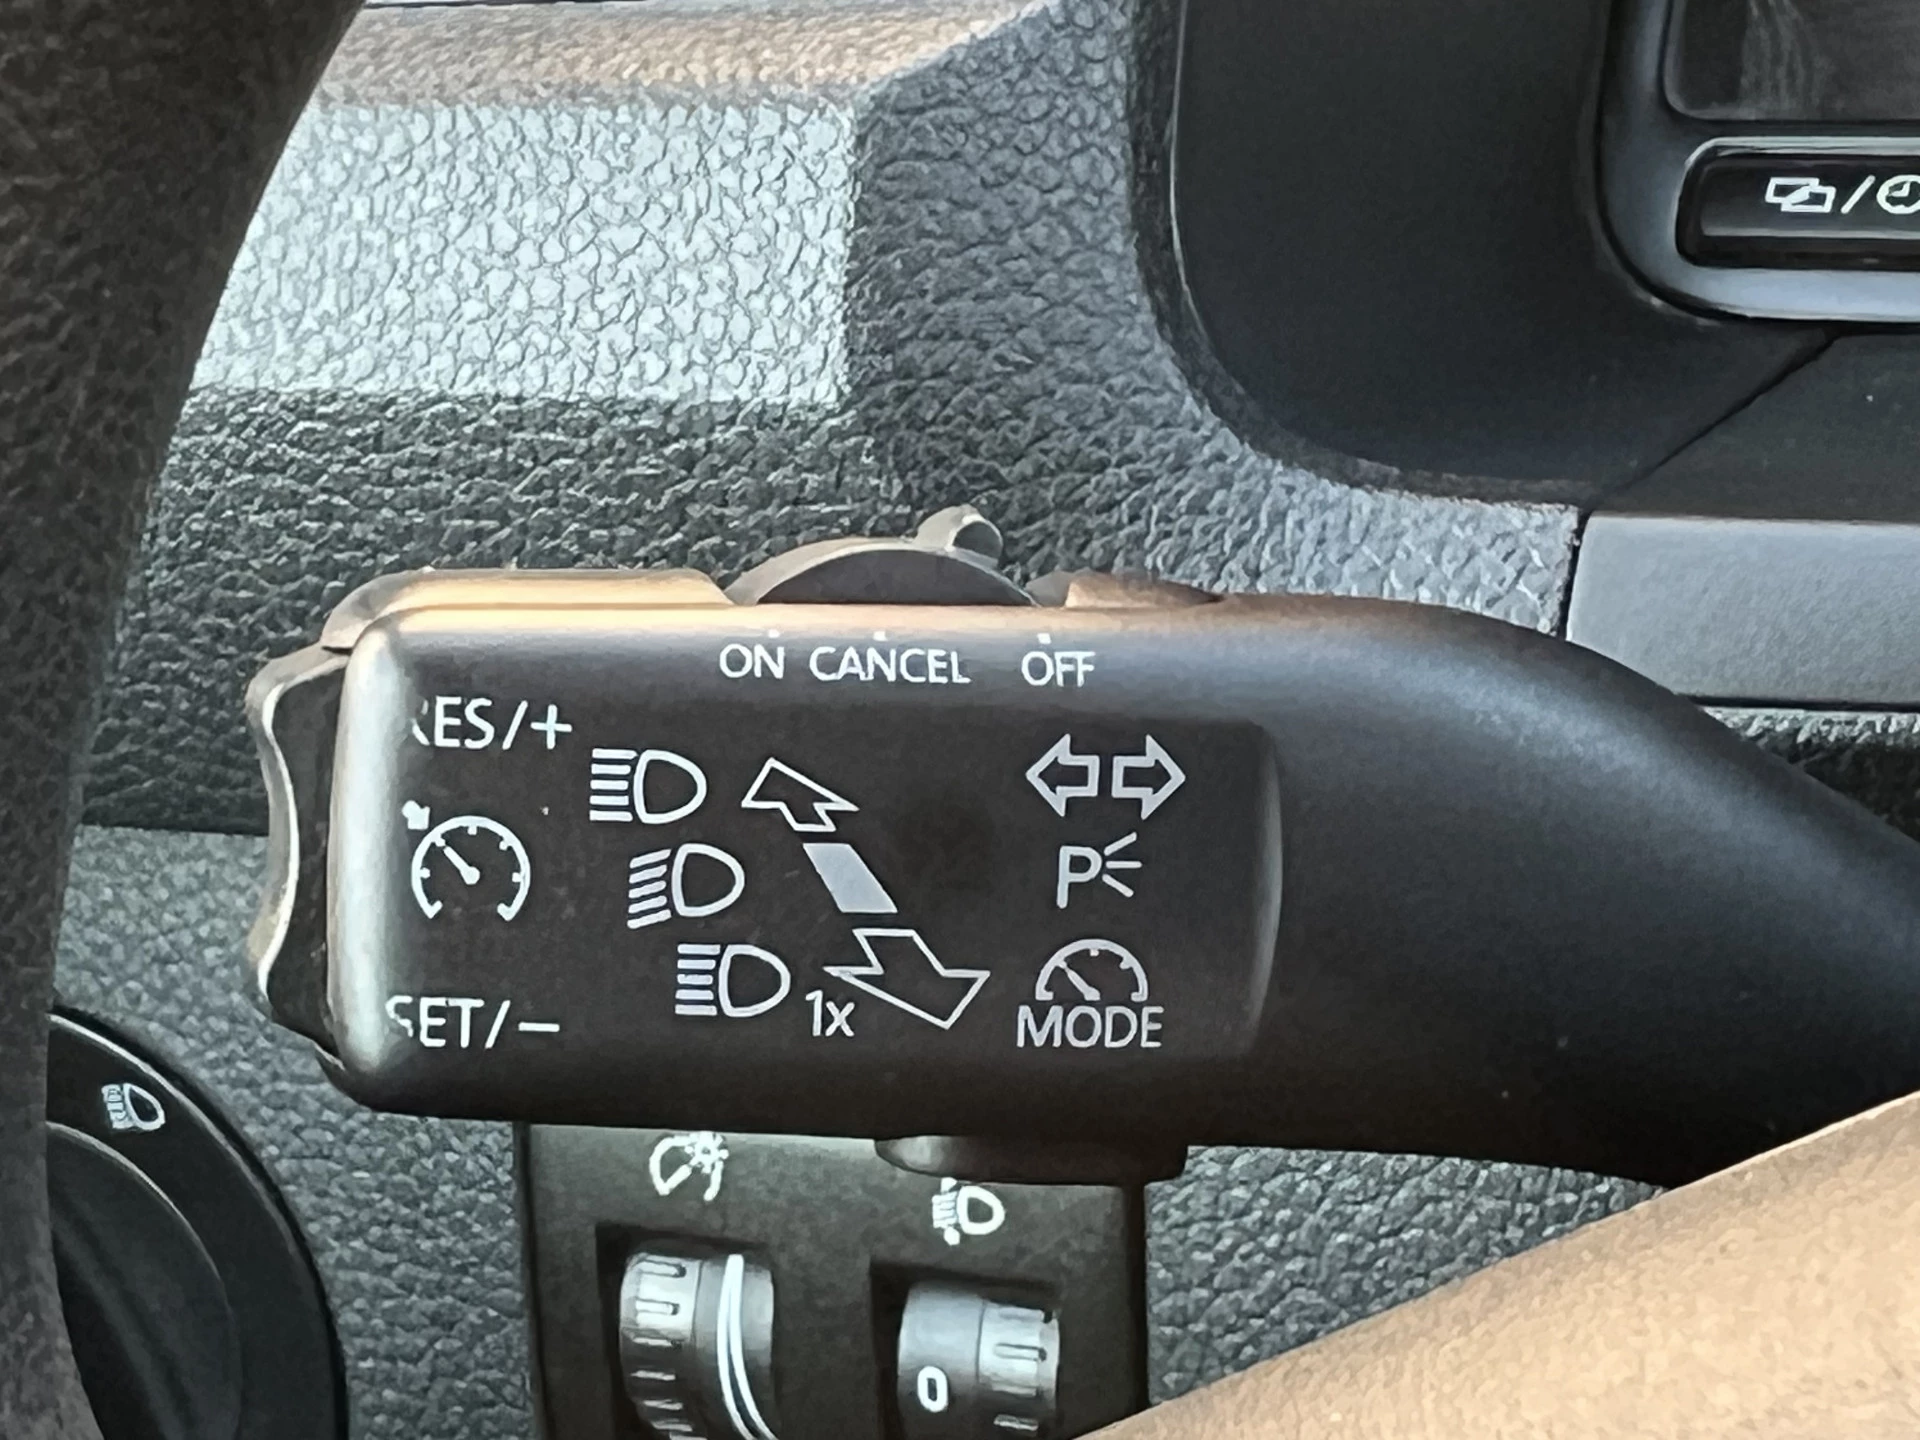 ON CANCEL OFF
RES/+
P
1x
SET/−
MODE
0